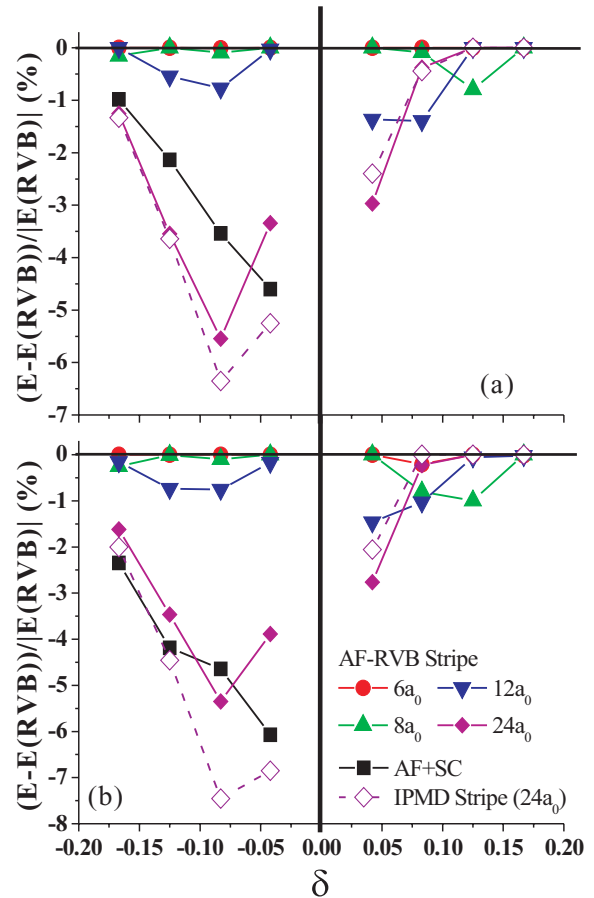 0
-1
-2
-3
-4
-5
-6
-7
(E-E(RVB))/|E(RVB)| (%)
(a)
0
-1
-2
-3
-4
-5
-6
-7
-8
(E-E(RVB))/|E(RVB)| (%)
(b)
AF-RVB Stripe
6a₀ 12a₀
8a₀ 24a₀
AF+SC
IPMD Stripe (24a₀)
-0.20 -0.15 -0.10 -0.05 0.00 0.05 0.10 0.15 0.20
δ